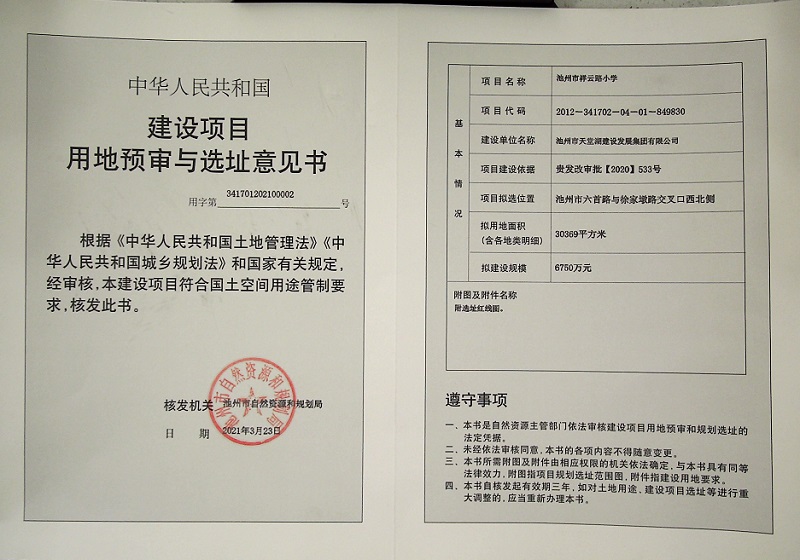 中华人民共和国
建设项目
用地预审与选址意见书
用字第 341701202100002 号
根据《中华人民共和国土地管理法》《中
华人民共和国城乡规划法》和国家有关规定，
经审核，本建设项目符合国土空间用途管制要
求，核发此书。
核发机关 池州市自然资源和规划局
日 期 2021年3月23日
池州市自然资源和规划局
基本情况
项目名称 池州市祥云路小学
项目代码 2012-341702-04-01-849830
建设单位名称 池州市天堂湖建设发展集团有限公司
项目建设依据 贵发改审批【2020】533号
项目拟选位置 池州市六首路与徐家墩路交叉口西北侧
拟用地面积
(含各地类明细) 30369平方米
拟建设规模 6750万元
附图及附件名称
附选址红线图。
遵守事项
一、本书是自然资源主管部门依法审核建设项目用地预审和规划选址的
法定凭据。
二、未经依法审核同意，本书的各项内容不得随意变更。
三、本书所需附图及附件由相应权限的机关依法确定，与本书具有同等
法律效力，附图指项目规划选址范围图，附件指建设用地要求。
四、本书自核发起有效期三年，如对土地用途、建设项目选址等进行重
大调整的，应当重新办理本书。